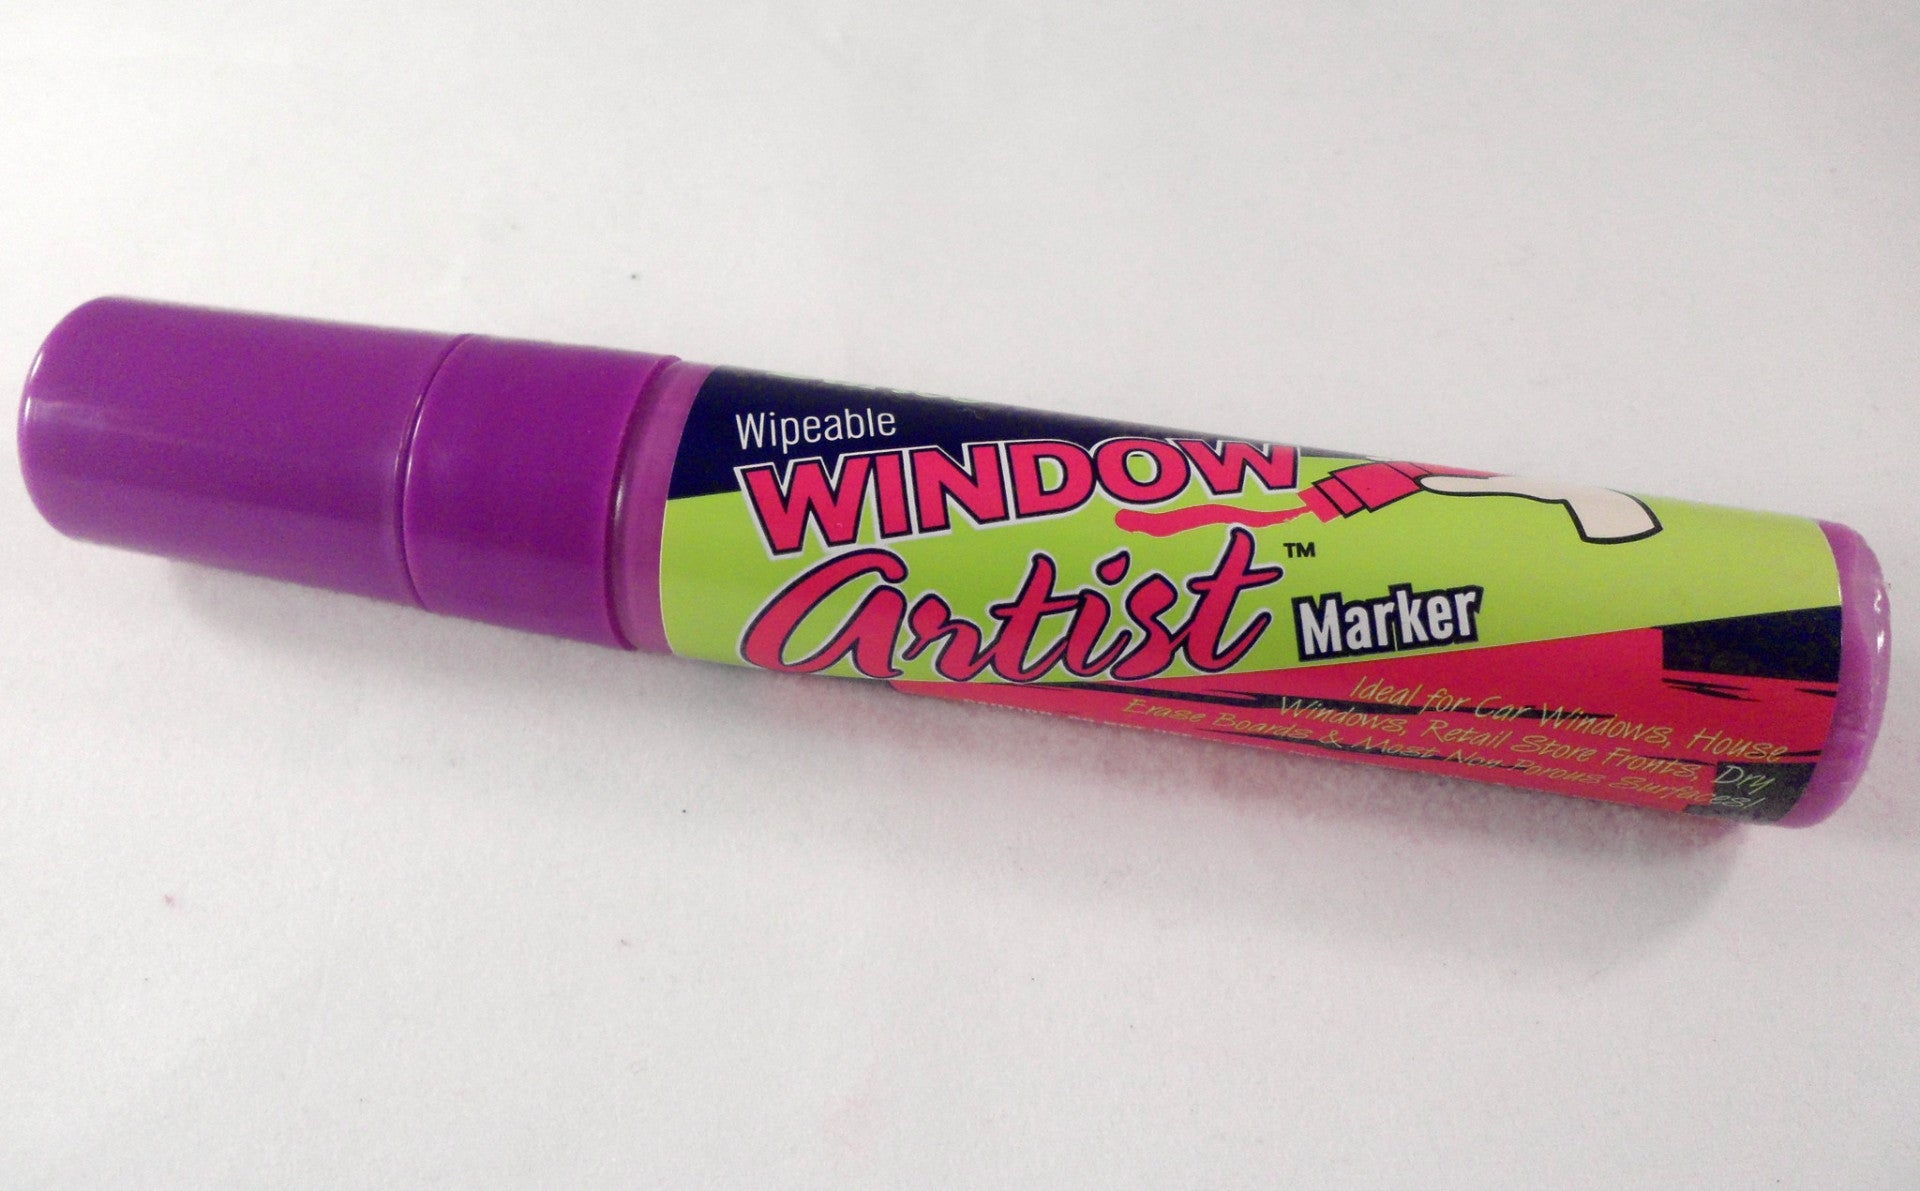 Wipeable
WINDOW
artist™
Marker
Ideal for Car Windows, House
Windows, Retail Store Fronts, Dry
Erase Boards & Most Non-Porous Surfaces!